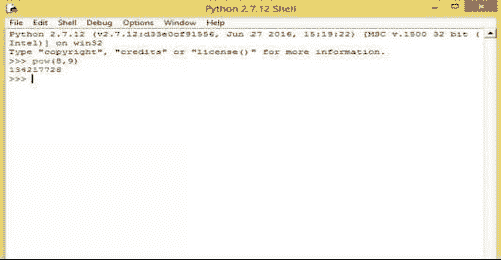 Python 2.7.12 Shell
File Edit Shell Debug Options Window Help
Python 2.7.12 (v2.7.12:d33e0cf91556, Jun 27 2016, 15:19:22) [MSC v.1500 32 bit (
Intel)] on win32
Type "copyright", "credits" or "license()" for more information.
>>> pow(8,9)
134217728
>>>